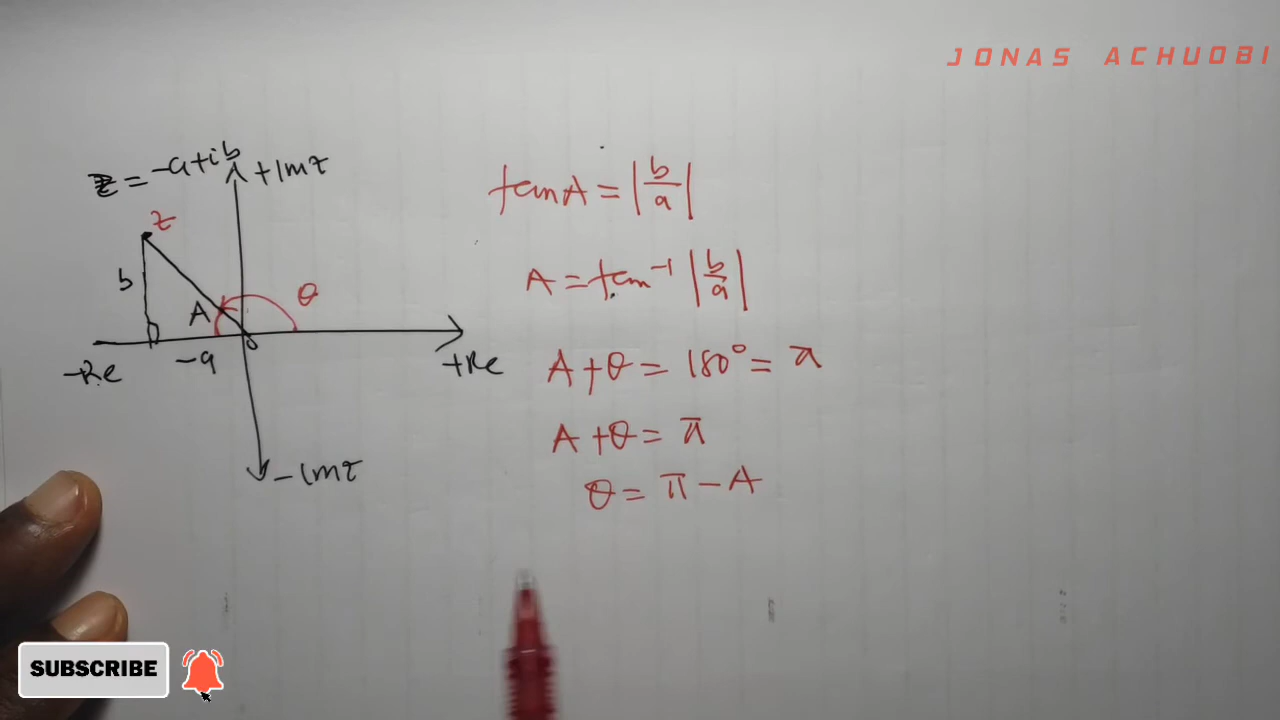 JONAS ACHUOBI
z = -a+ib
+Imz
z
b
A
θ
0
-Re
-a
+Re
-Imz
tanA = |b/a|
A = tan⁻¹ |b/a|
A + θ = 180° = π
A + θ = π
θ = π - A
SUBSCRIBE